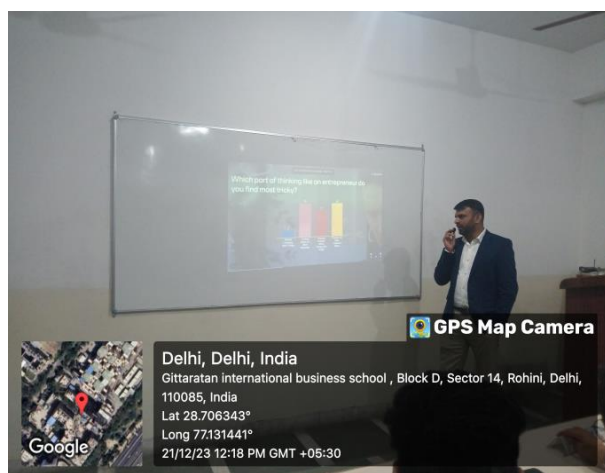 Which part of thinking like an entrepreneur do
you find most tricky?
GPS Map Camera
Delhi, Delhi, India
Gittaratan international business school , Block D, Sector 14, Rohini, Delhi,
110085, India
Lat 28.706343°
Long 77.131441°
21/12/23 12:18 PM GMT +05:30
Google